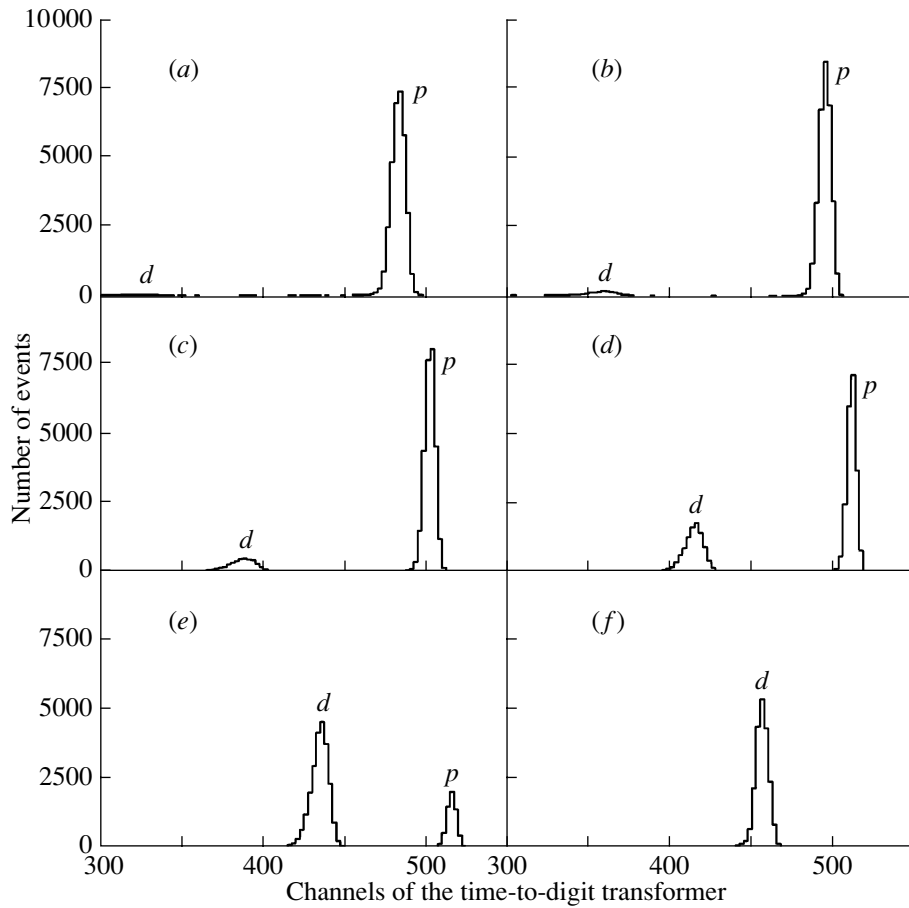 10000
7500
5000
2500
0
(a)
p
d
(b)
p
d
7500
5000
2500
0
(c)
p
d
(d)
p
d
Number of events
7500
5000
2500
0
(e)
d
p
(f)
d
300
400
500
300
400
500
Channels of the time-to-digit transformer